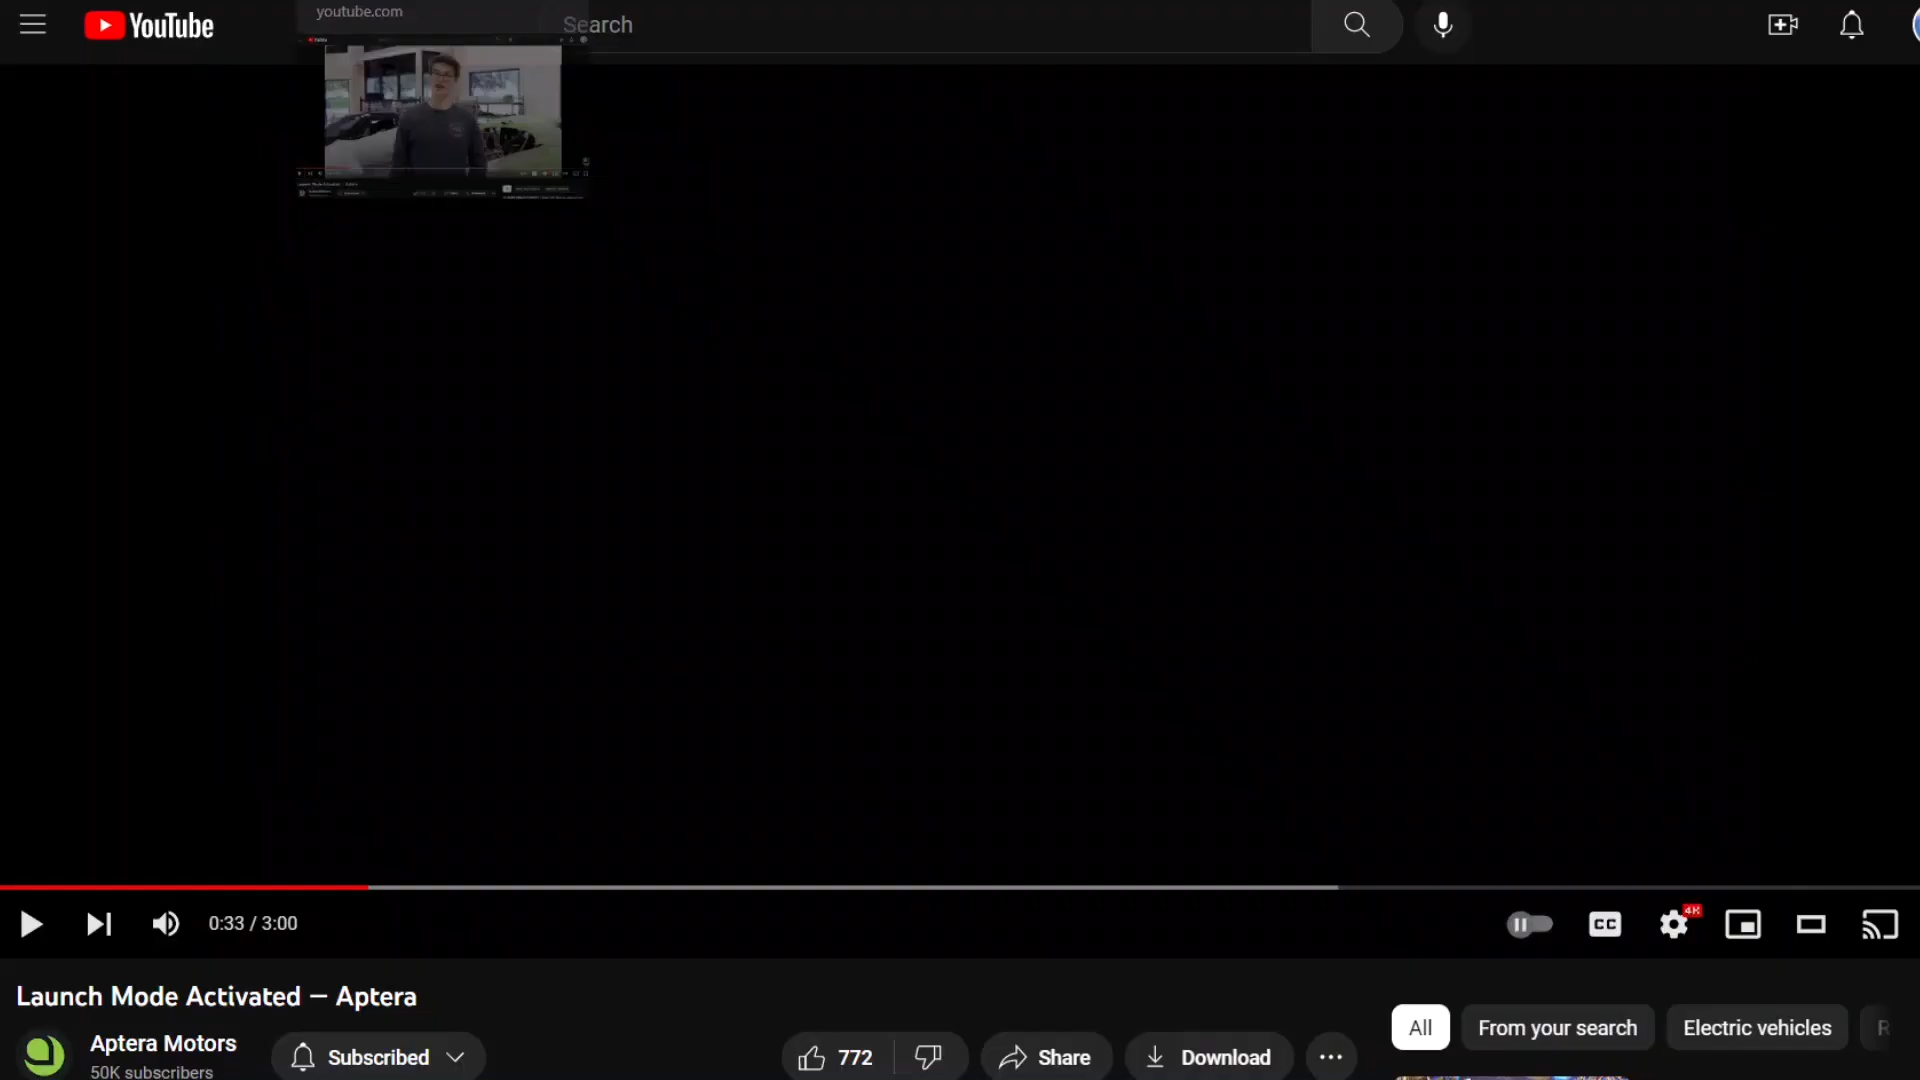 youtube.com
YouTube
Search
0:33 / 3:00
CC
4K
Launch Mode Activated — Aptera
All
From your search
Electric vehicles
R
Aptera Motors
50K subscribers
Subscribed
772
Share
Download